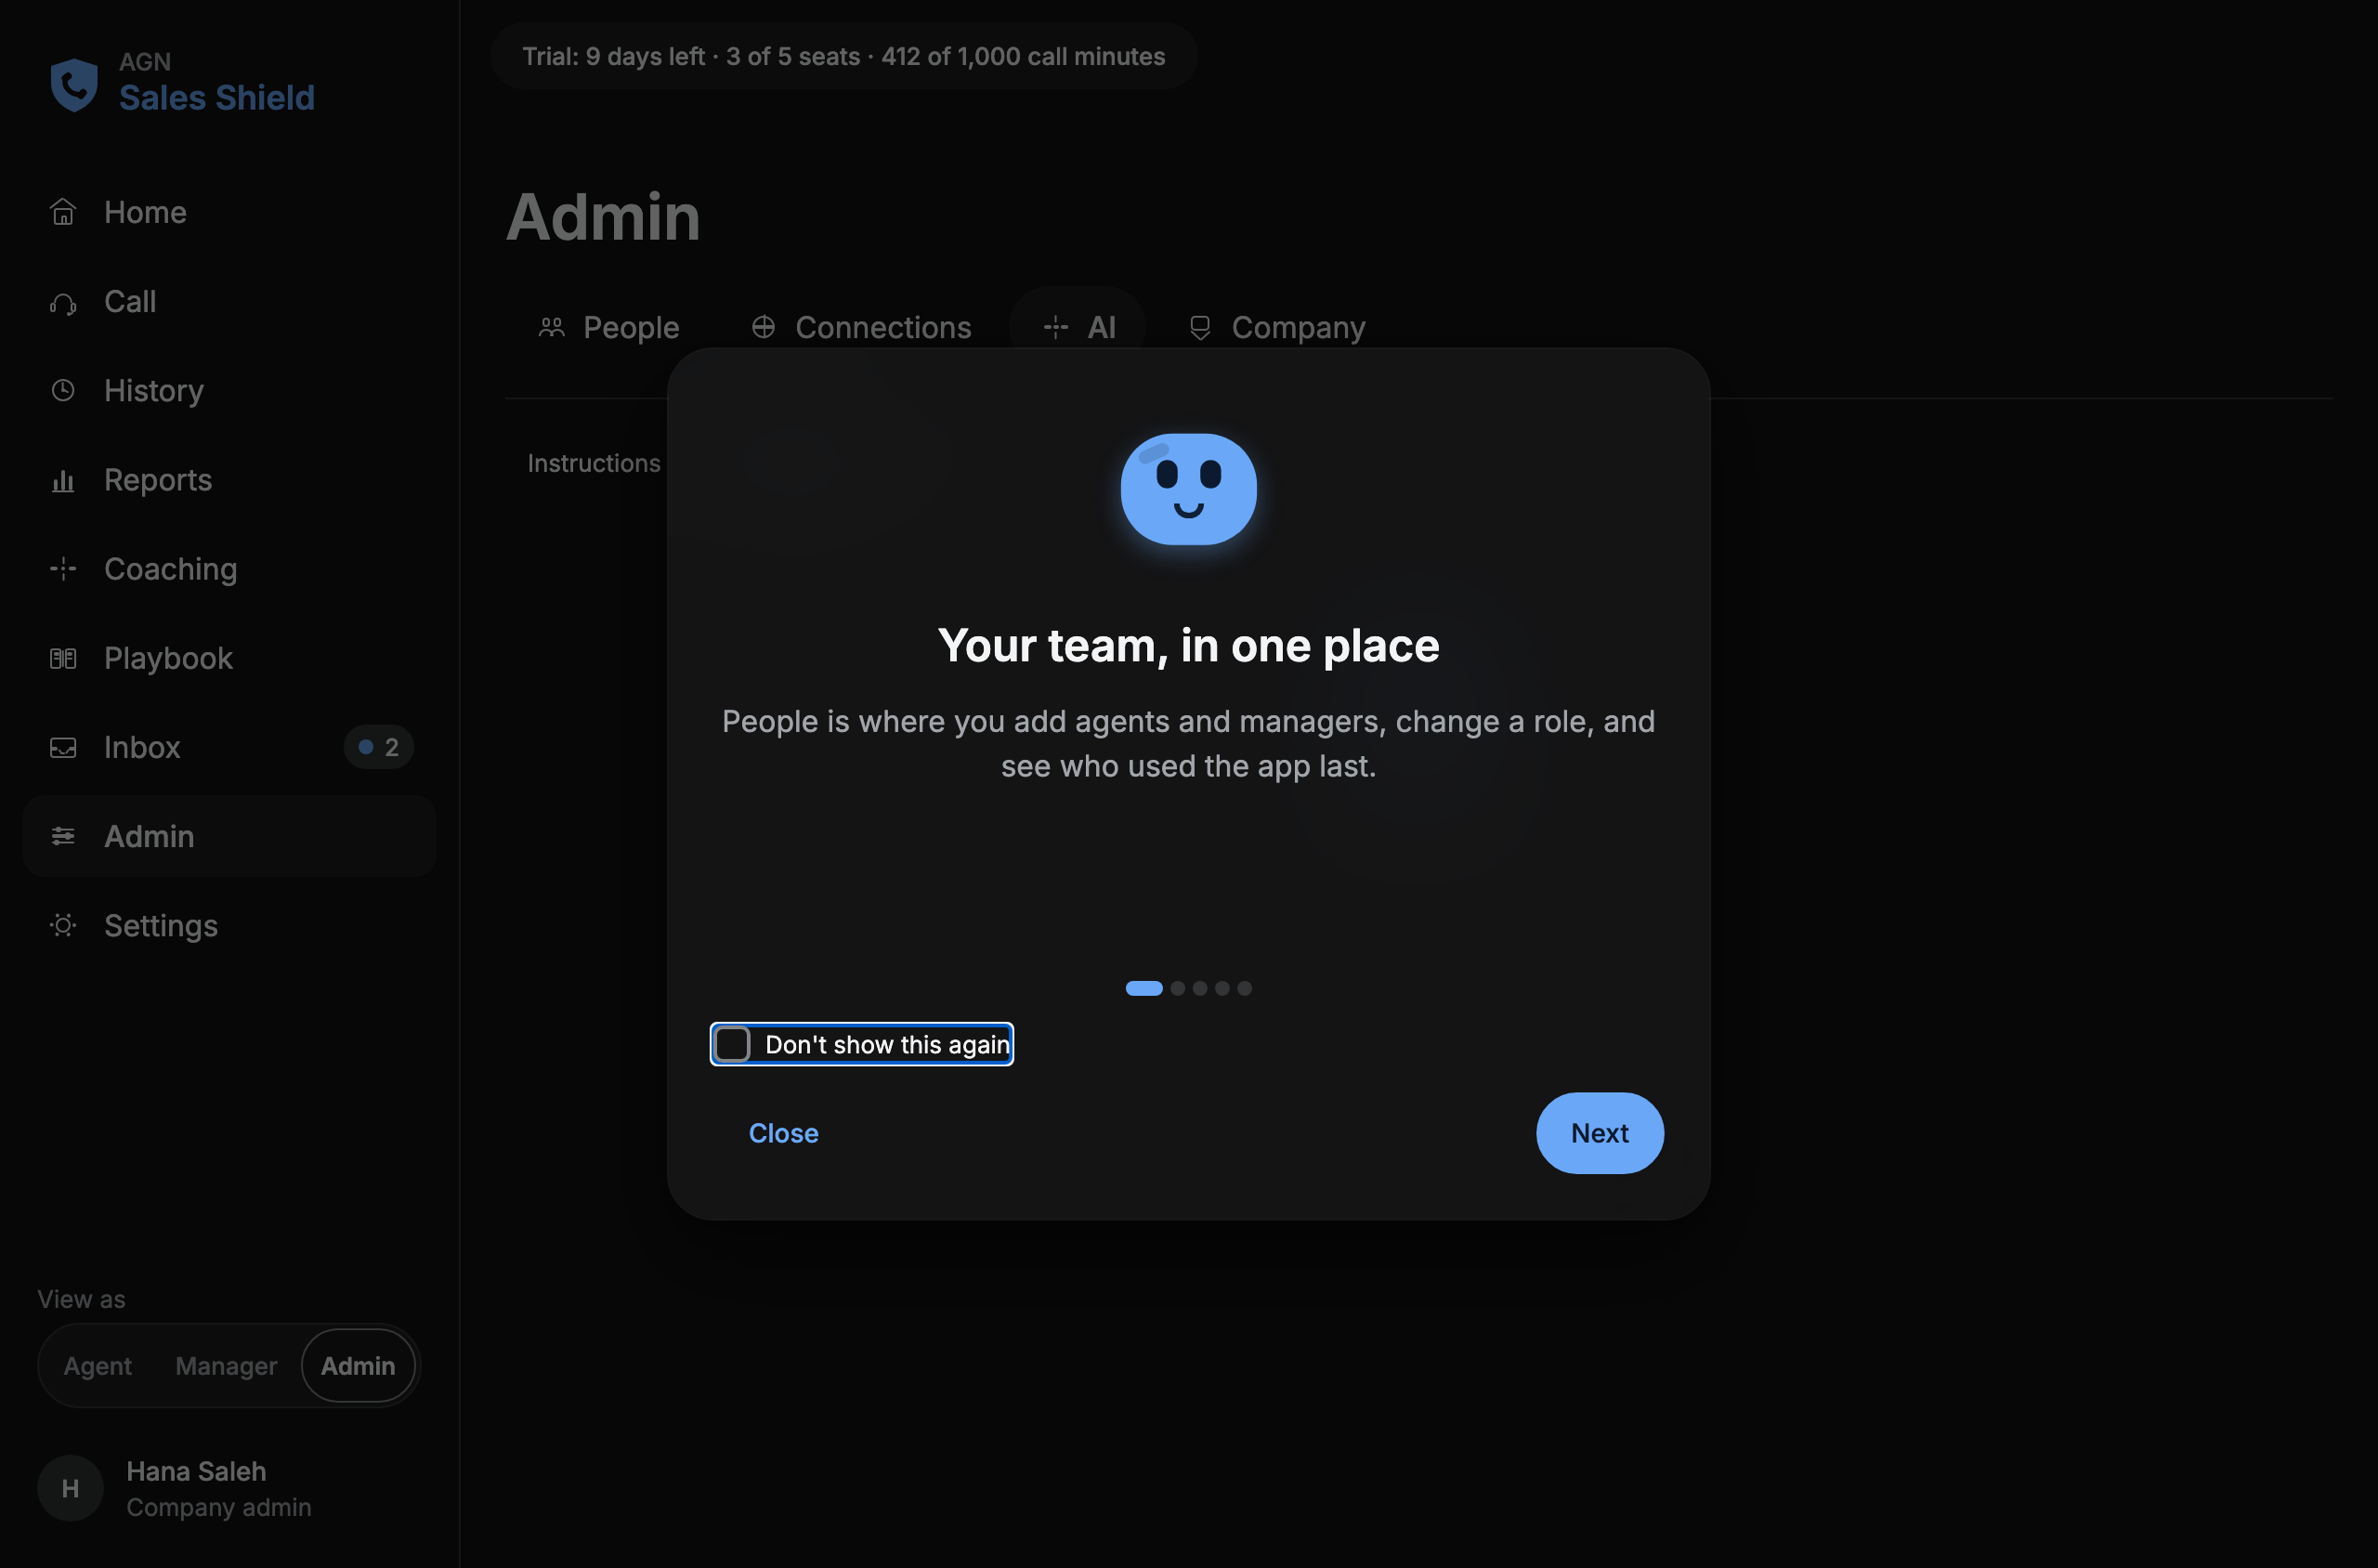 AGN
Sales Shield
Home
Call
History
Reports
Coaching
Playbook
Inbox
2
Admin
Settings
View as
Agent
Manager
Admin
H
Hana Saleh
Company admin
Trial: 9 days left · 3 of 5 seats · 412 of 1,000 call minutes
Admin
People
Connections
AI
Company
Instructions
Your team, in one place
People is where you add agents and managers, change a role, and
see who used the app last.
Don't show this again
Close
Next